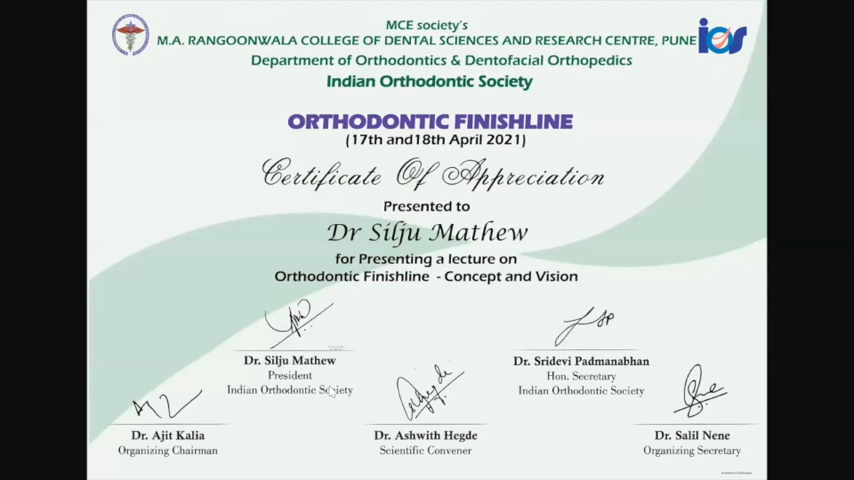 MCE society's
M.A. RANGOONWALA COLLEGE OF DENTAL SCIENCES AND RESEARCH CENTRE, PUNE
ios
Department of Orthodontics & Dentofacial Orthopedics
Indian Orthodontic Society
ORTHODONTIC FINISHLINE
(17th and18th April 2021)
Certificate Of Appreciation
Presented to
Dr Silju Mathew
for Presenting a lecture on
Orthodontic Finishline - Concept and Vision
Dr. Silju Mathew
President
Indian Orthodontic Society
Dr. Sridevi Padmanabhan
Hon. Secretary
Indian Orthodontic Society
Dr. Ajit Kalia
Organizing Chairman
Dr. Ashwith Hegde
Scientific Convener
Dr. Salil Nene
Organizing Secretary